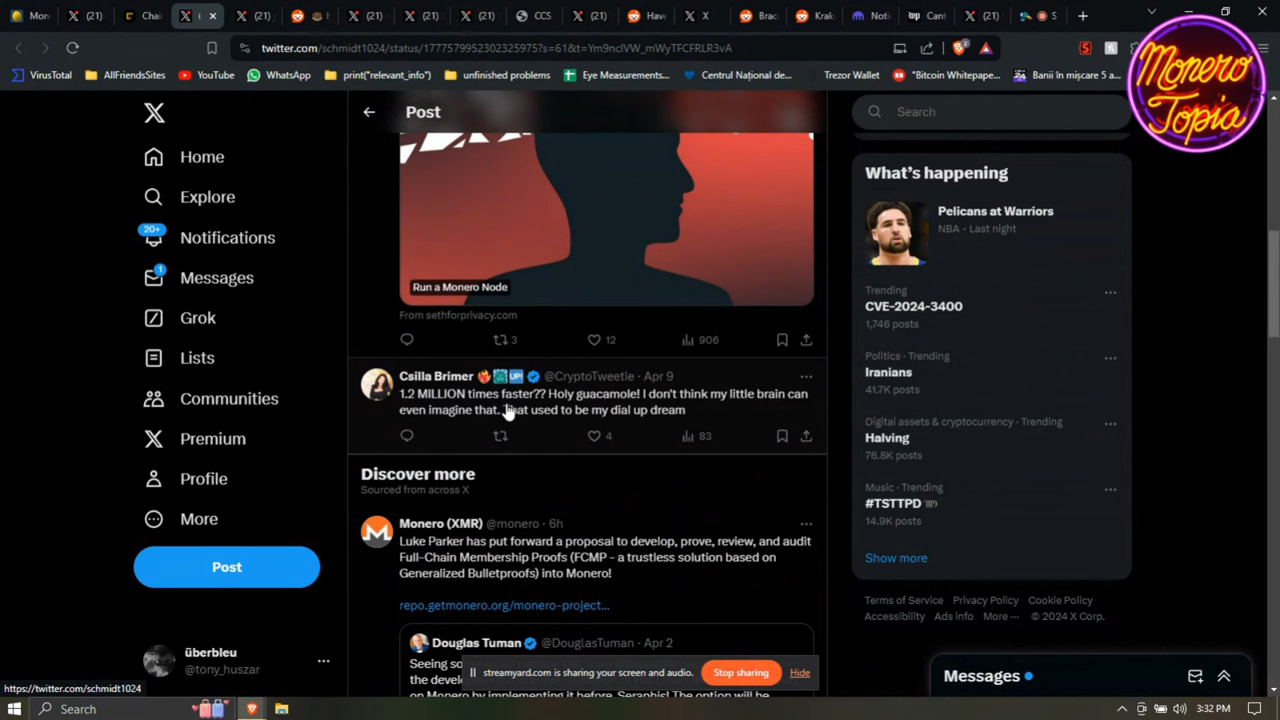 Mon
(21)
Chai
(
(21)
(21)
(21)
(21)
CCS
(21)
Have
X
Brac
Krak
Noti
Cant
(21)
S
twitter.com/schmidt1024/status/1777579952302325975?s=61&t=Ym9nclVW_mWyTFCFRLR3vA
VirusTotal
AllFriendsSites
YouTube
WhatsApp
print("relevant_info")
unfinished problems
Eye Measurements...
Centrul Național de...
Trezor Wallet
"Bitcoin Whitepape...
Banii în mișcare 5 a...
Monero
Topia
Home
Explore
20+
Notifications
1
Messages
Grok
Lists
Communities
Premium
Profile
More
Post
überbleu
@tony_huszar
https://twitter.com/schmidt1024
Post
Run a Monero Node
From sethforprivacy.com
3
12
906
Csilla Brimer UP! @CryptoTweetie · Apr 9
1.2 MILLION times faster?? Holy guacamole! I don't think my little brain can
even imagine that. That used to be my dial up dream
4
83
Discover more
Sourced from across X
Monero (XMR) @monero · 6h
Luke Parker has put forward a proposal to develop, prove, review, and audit
Full-Chain Membership Proofs (FCMP - a trustless solution based on
Generalized Bulletproofs) into Monero!
repo.getmonero.org/monero-project...
Douglas Tuman @DouglasTuman · Apr 2
Seeing so
the devel
on Monero by implementing it before Seraphis! The option will be
streamyard.com is sharing your screen and audio.
Stop sharing
Hide
Search
What's happening
Pelicans at Warriors
NBA · Last night
Trending
CVE-2024-3400
1,746 posts
Politics · Trending
Iranians
41.7K posts
Digital assets & cryptocurrency · Trending
Halving
76.8K posts
Music · Trending
#TSTTPD
14.9K posts
Show more
Terms of Service Privacy Policy Cookie Policy
Accessibility Ads info More ··· © 2024 X Corp.
Messages
Search
3:32 PM